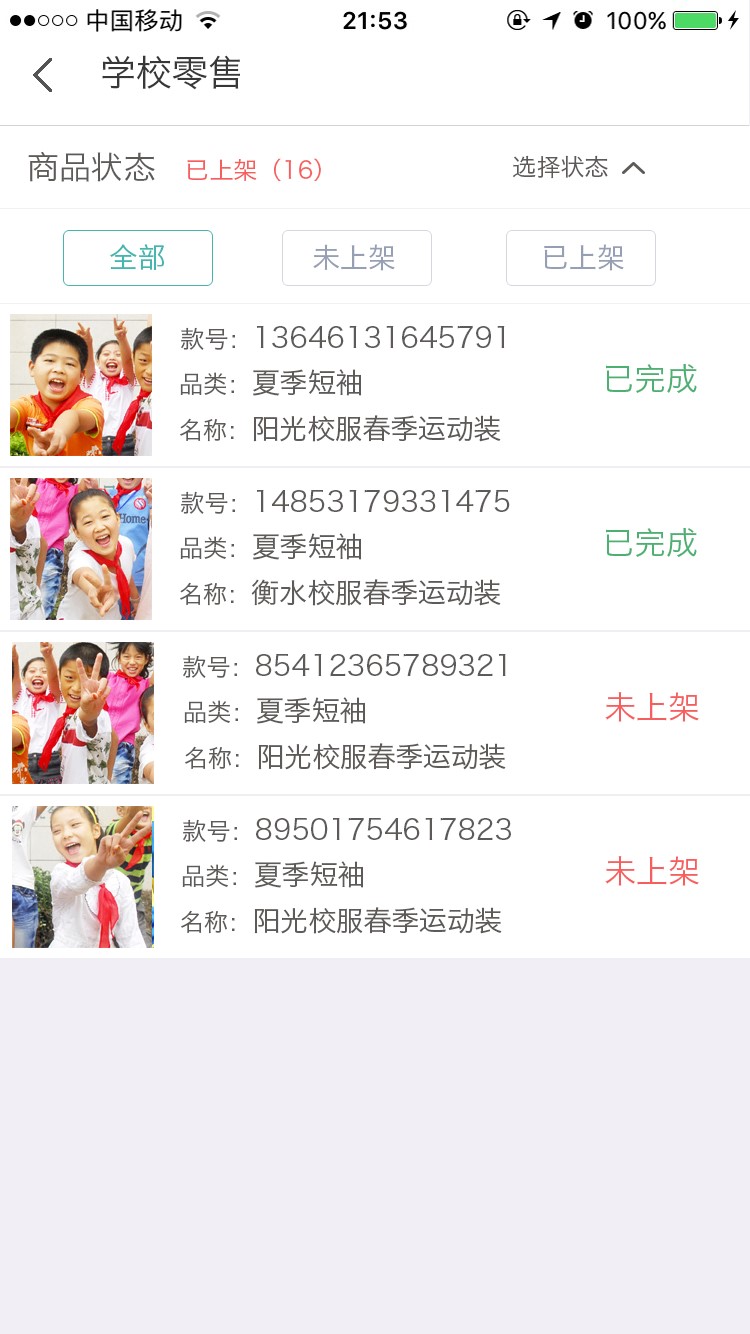 中国移动 21:53 100%
学校零售
商品状态 已上架（16） 选择状态
全部 未上架 已上架
款号：13646131645791
品类：夏季短袖
已完成
名称：阳光校服春季运动装
Home
款号：14853179331475
品类：夏季短袖
已完成
名称：衡水校服春季运动装
款号：85412365789321
品类：夏季短袖
未上架
名称：阳光校服春季运动装
款号：89501754617823
品类：夏季短袖
未上架
名称：阳光校服春季运动装